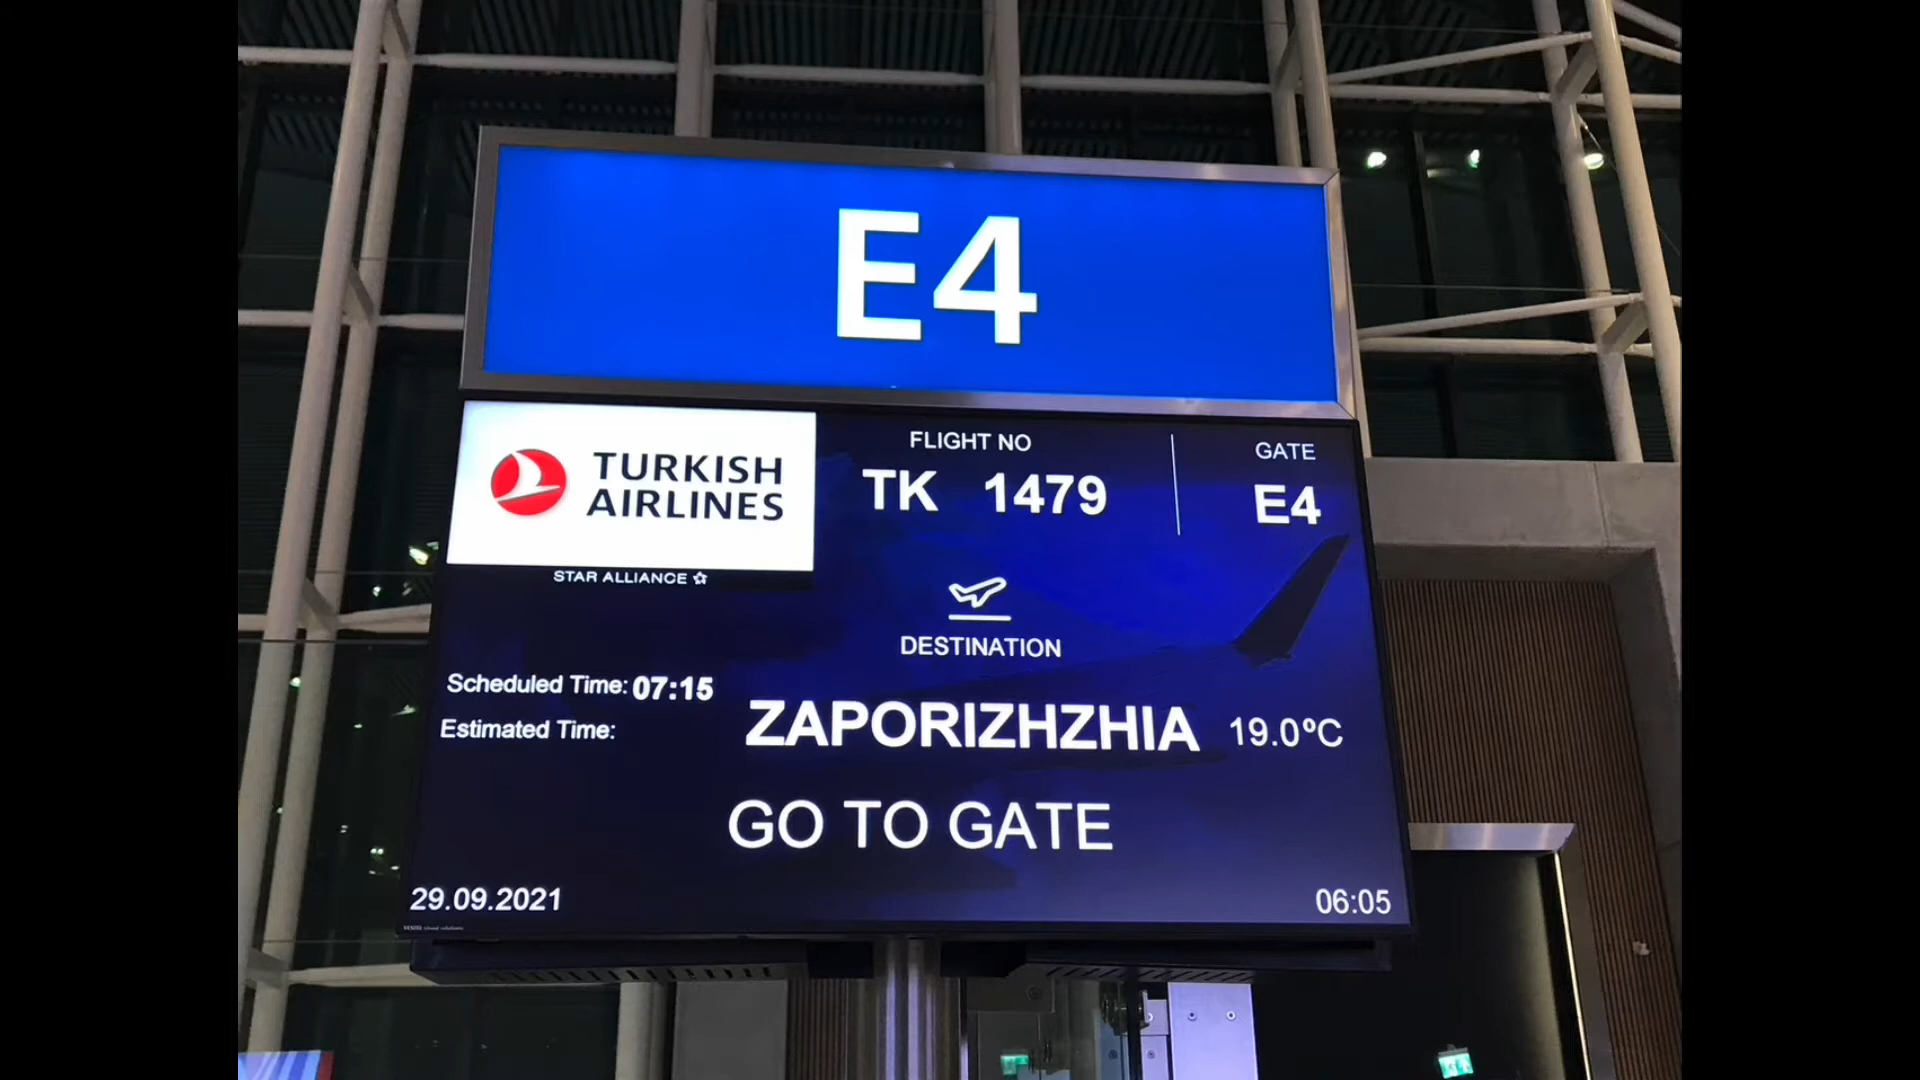 E4
TURKISH
AIRLINES
STAR ALLIANCE
FLIGHT NO
TK 1479
GATE
E4
DESTINATION
Scheduled Time: 07:15
Estimated Time:
ZAPORIZHZHIA 19.0ºC
GO TO GATE
29.09.2021
06:05